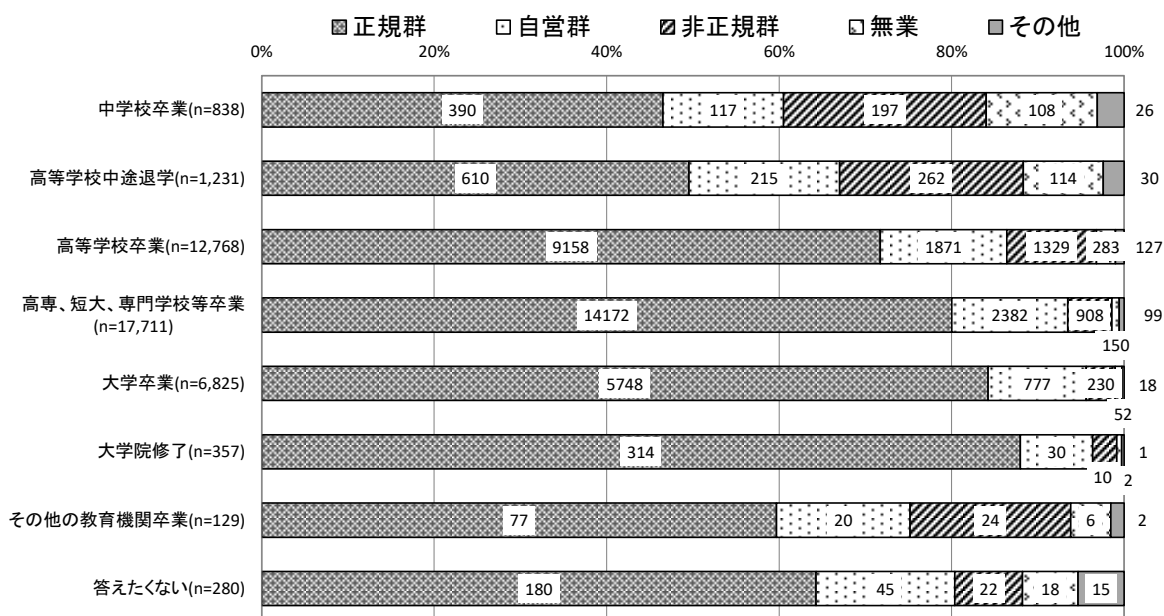 正規群 自営群 非正規群 無業 その他
0% 20% 40% 60% 80% 100%
中学校卒業(n=838) 390 117 197 108 26
高等学校中途退学(n=1,231) 610 215 262 114 30
高等学校卒業(n=12,768) 9158 1871 1329 283 127
高専、短大、専門学校等卒業
(n=17,711) 14172 2382 908 99
150
大学卒業(n=6,825) 5748 777 230 18
52
大学院修了(n=357) 314 30 1
10 2
その他の教育機関卒業(n=129) 77 20 24 6 2
答えたくない(n=280) 180 45 22 18 15